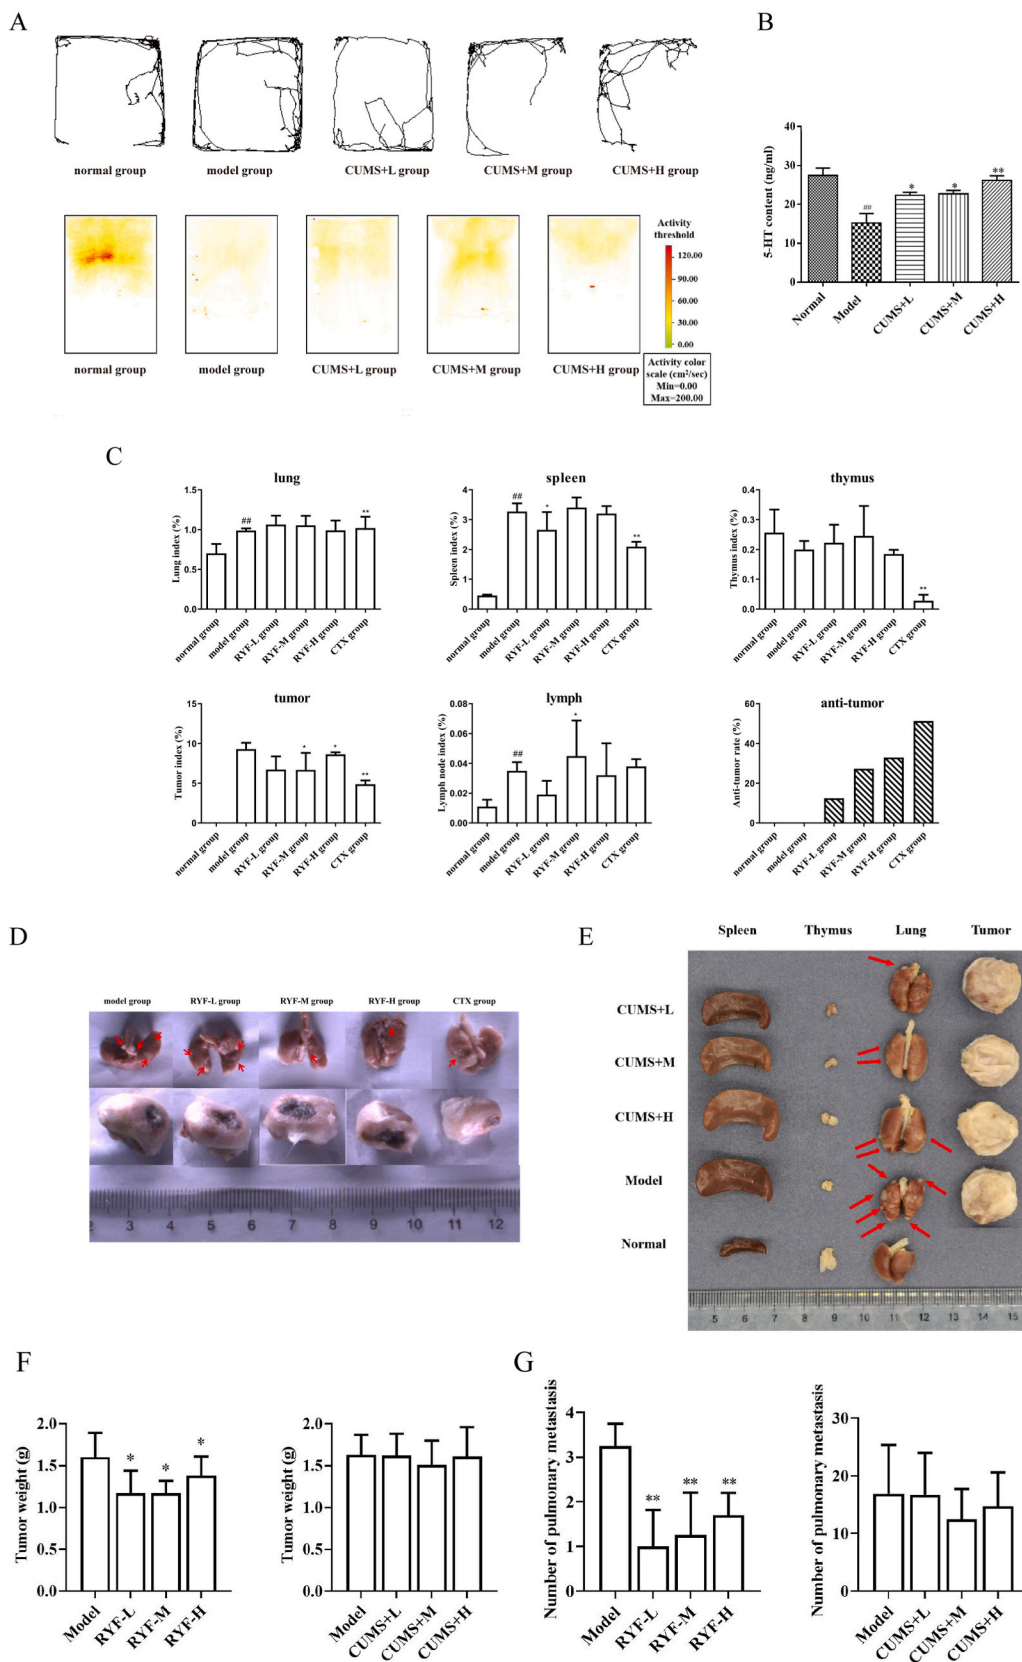 A
B
normal group
model group
CUMS+L group
CUMS+M group
CUMS+H group
Activity
threshold
120.00
90.00
60.00
30.00
0.00
normal group
model group
CUMS+L group
CUMS+M group
CUMS+H group
Activity color
scale (cm²/sec)
Min=0.00
Max=200.00
5-HT content (ng/ml)
40
30
20
10
0
##
*
*
**
Normal
Model
CUMS+L
CUMS+M
CUMS+H
C
lung
Lung index (%)
1.5
1.0
0.5
0.0
##
**
normal group
model group
RYF-L group
RYF-M group
RYF-H group
CTX group
spleen
Spleen index (%)
4
3
2
1
0
##
*
**
normal group
model group
RYF-L group
RYF-M group
RYF-H group
CTX group
thymus
Thymus index (%)
0.4
0.3
0.2
0.1
0.0
**
normal group
model group
RYF-L group
RYF-M group
RYF-H group
CTX group
tumor
Tumor index (%)
15
10
5
0
*
*
**
normal group
model group
RYF-L group
RYF-M group
RYF-H group
CTX group
lymph
Lymph node index (%)
0.08
0.06
0.04
0.02
0.00
##
*
normal group
model group
RYF-L group
RYF-M group
RYF-H group
CTX group
anti-tumor
Anti-tumor rate (%)
60
40
20
0
normal group
model group
RYF-L group
RYF-M group
RYF-H group
CTX group
D
model group
RYF-L group
RYF-M group
RYF-H group
CTX group
2 3 4 5 6 7 8 9 10 11 12
E
Spleen Thymus Lung Tumor
CUMS+L
CUMS+M
CUMS+H
Model
Normal
5 6 7 8 9 10 11 12 13 14 15
F
Tumor weight (g)
2.0
1.5
1.0
0.5
0.0
*
*
*
Model
RYF-L
RYF-M
RYF-H
Tumor weight (g)
2.0
1.5
1.0
0.5
0.0
Model
CUMS+L
CUMS+M
CUMS+H
G
Number of pulmonary metastasis
4
3
2
1
0
**
**
**
Model
RYF-L
RYF-M
RYF-H
Number of pulmonary metastasis
30
20
10
0
Model
CUMS+L
CUMS+M
CUMS+H